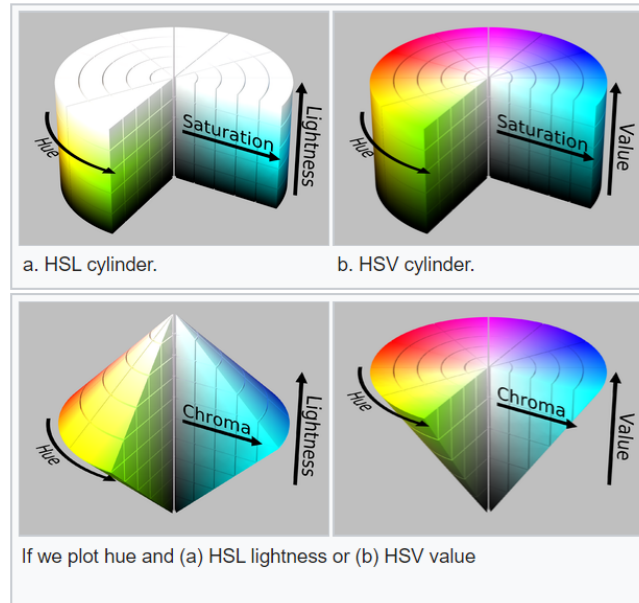 Hue
Saturation
Lightness
Hue
Saturation
Value
a. HSL cylinder.
b. HSV cylinder.
Hue
Chroma
Lightness
Hue
Chroma
Value
If we plot hue and (a) HSL lightness or (b) HSV value